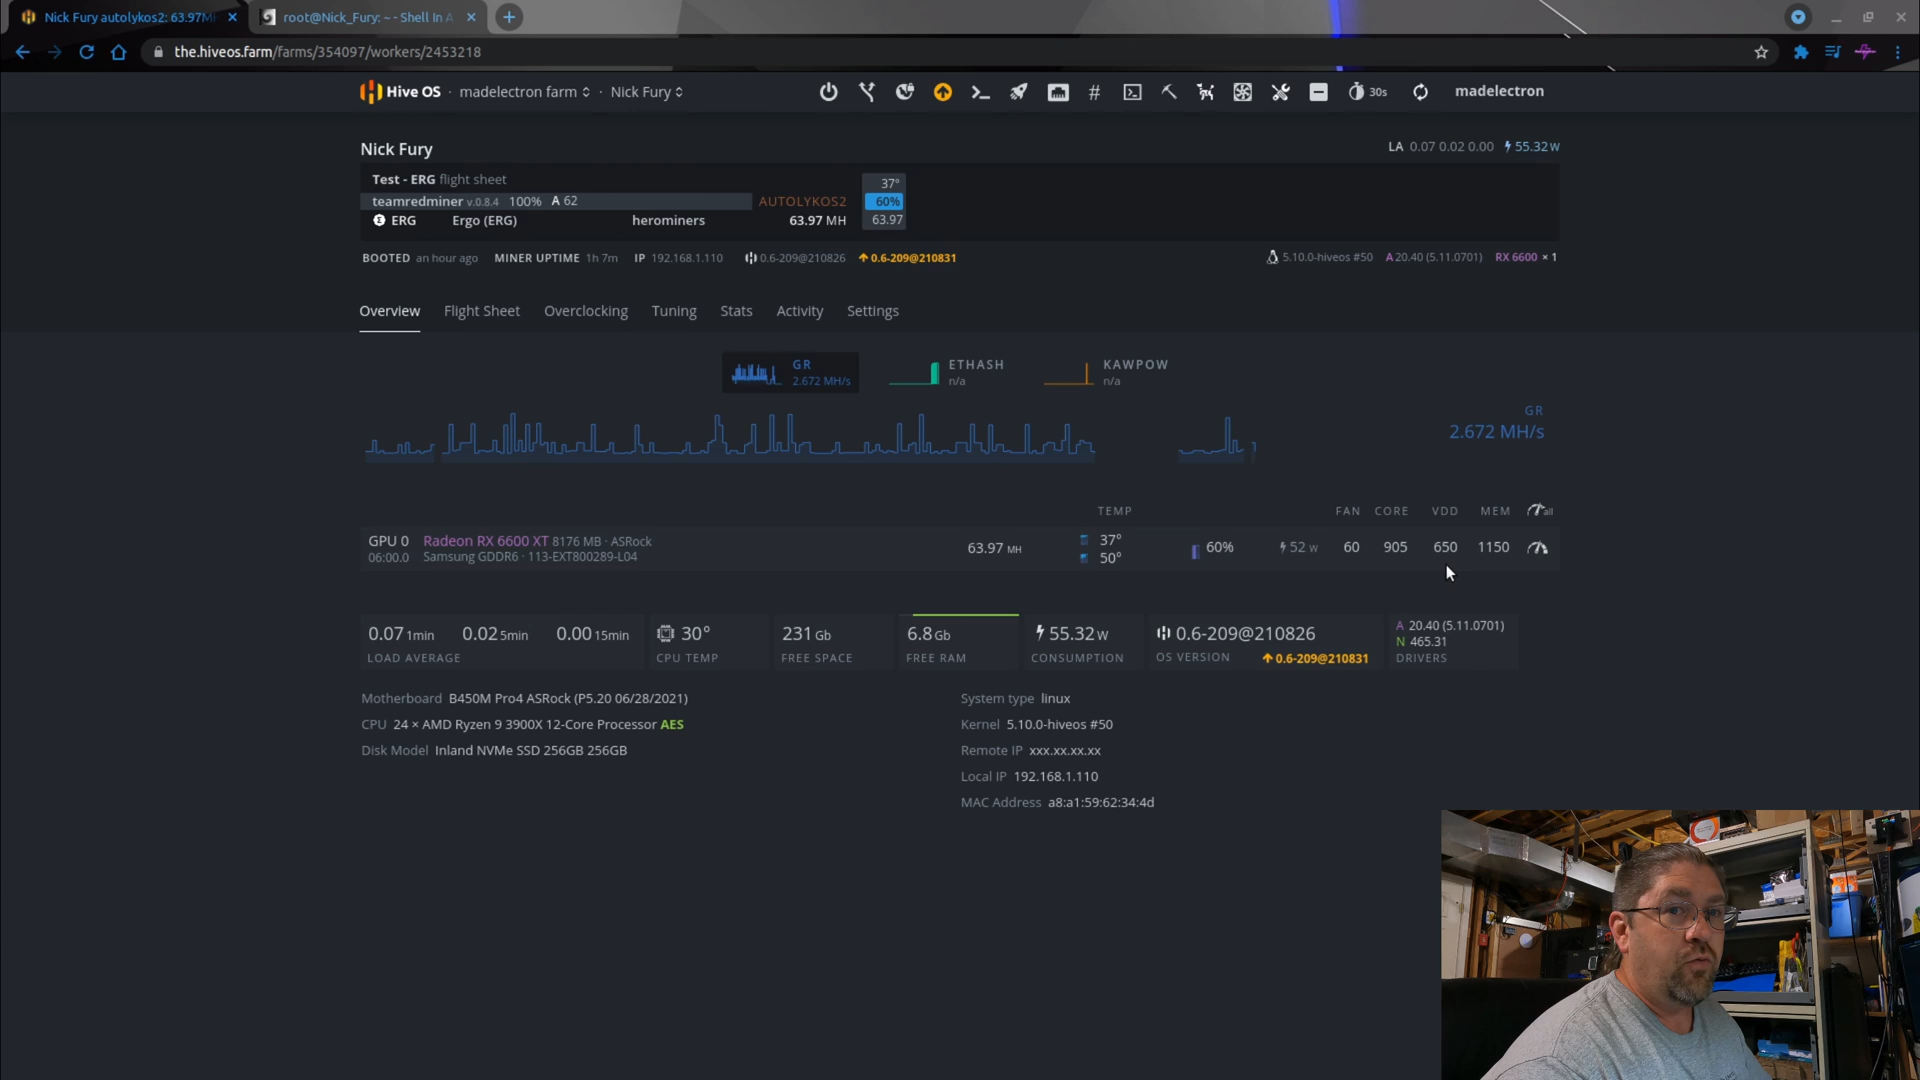 Nick Fury autolykos2: 63.97M
root@Nick_Fury: ~ - Shell In A
the.hiveos.farm/farms/354097/workers/2453218
Hive OS · madelectron farm · Nick Fury
30s
madelectron
Nick Fury
LA 0.07 0.02 0.00 55.32 W
Test - ERG flight sheet
37°
teamredminer v.0.8.4 100% A 62 AUTOLYKOS2 60%
ERG Ergo (ERG) herominers 63.97 MH 63.97
BOOTED an hour ago MINER UPTIME 1h 7m IP 192.168.1.110 0.6-209@210826 0.6-209@210831 5.10.0-hiveos #50 A 20.40 (5.11.0701) RX 6600 × 1
Overview Flight Sheet Overclocking Tuning Stats Activity Settings
GR ETHASH KAWPOW
2.672 MH/s n/a n/a
GR
2.672 MH/s
TEMP FAN CORE VDD MEM all
GPU 0 Radeon RX 6600 XT 8176 MB · ASRock 63.97 MH 37° 60% 52 W 60 905 650 1150
06:00.0 Samsung GDDR6 · 113-EXT800289-L04 50°
0.07 1min 0.02 5min 0.00 15min
LOAD AVERAGE
30°
CPU TEMP
231 Gb
FREE SPACE
6.8 Gb
FREE RAM
55.32 W
CONSUMPTION
0.6-209@210826
OS VERSION 0.6-209@210831
A 20.40 (5.11.0701)
N 465.31
DRIVERS
Motherboard B450M Pro4 ASRock (P5.20 06/28/2021)
CPU 24 × AMD Ryzen 9 3900X 12-Core Processor AES
Disk Model Inland NVMe SSD 256GB 256GB
System type linux
Kernel 5.10.0-hiveos #50
Remote IP xxx.xx.xx.xx
Local IP 192.168.1.110
MAC Address a8:a1:59:62:34:4d